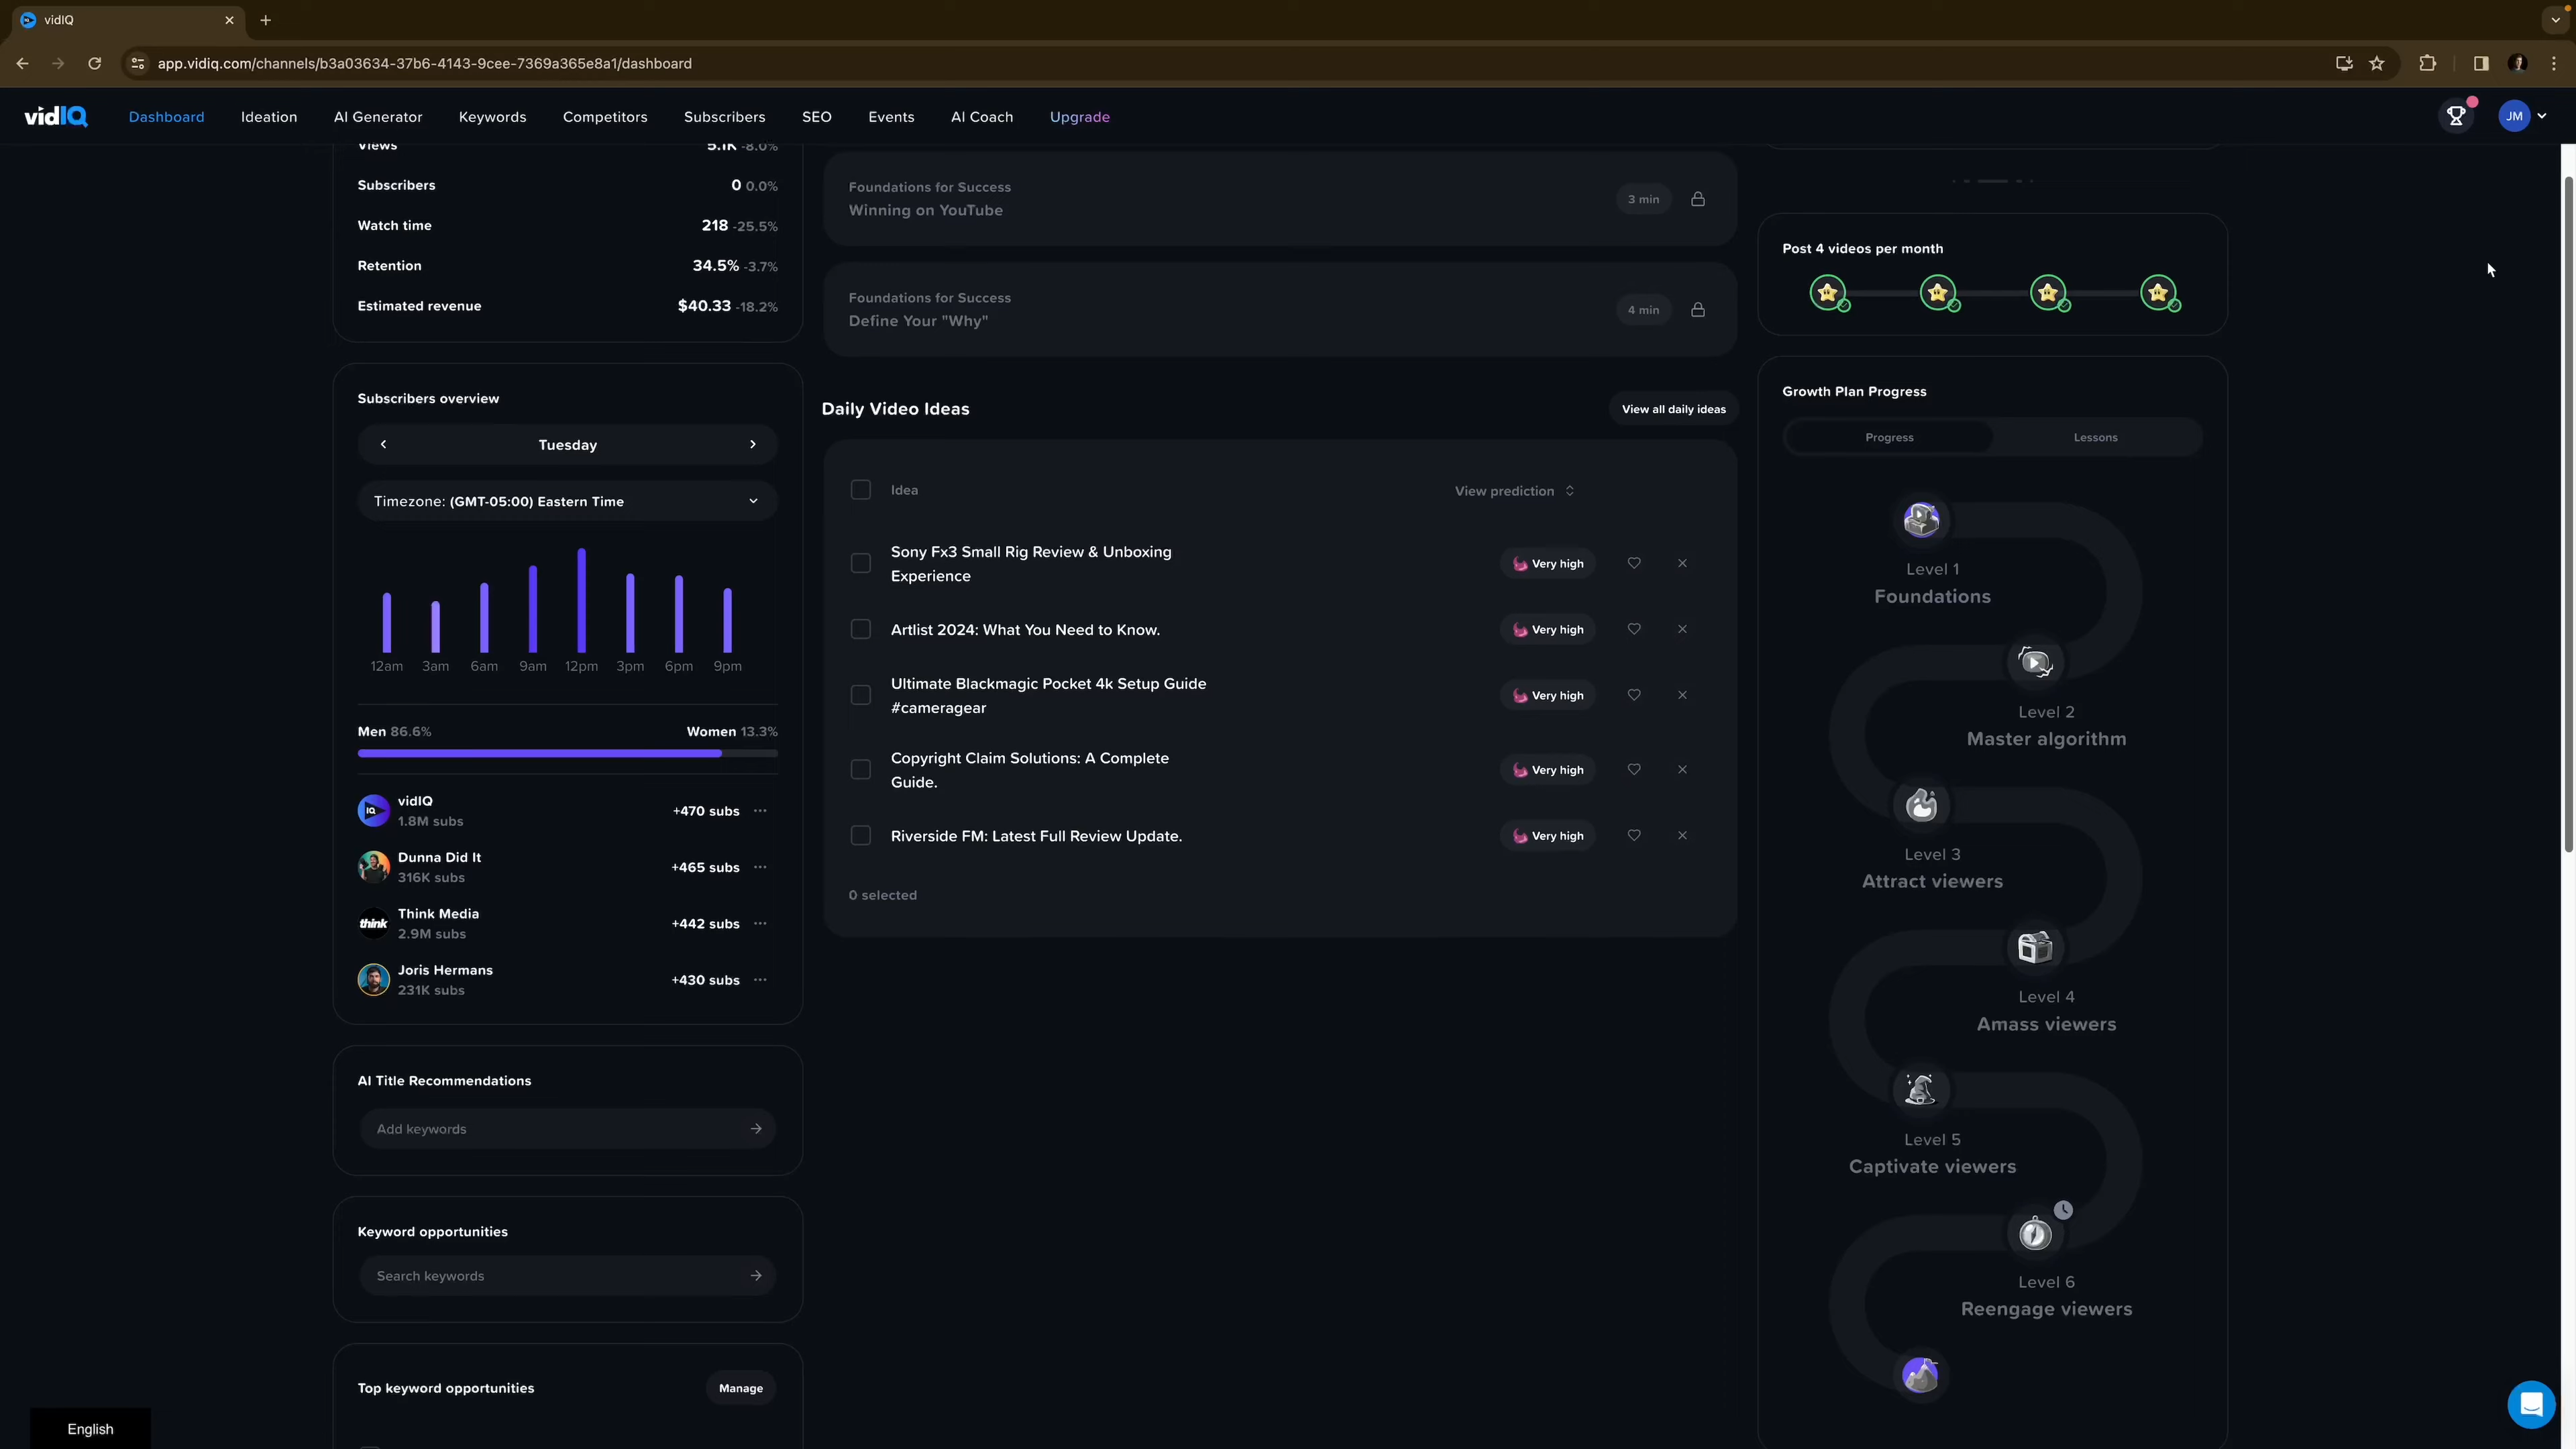 vidIQ
app.vidiq.com/channels/b3a03634-37b6-4143-9cee-7369a365e8a1/dashboard
vidIQ
Dashboard
Ideation
AI Generator
Keywords
Competitors
Subscribers
SEO
Events
AI Coach
Upgrade
JM
Views 5.1K -8.0%
Subscribers 0 0.0%
Watch time 218 -25.5%
Retention 34.5% -3.7%
Estimated revenue $40.33 -18.2%
Subscribers overview
Tuesday
Timezone: (GMT-05:00) Eastern Time
12am 3am 6am 9am 12pm 3pm 6pm 9pm
Men 86.6% Women 13.3%
IQ
vidIQ
1.8M subs
+470 subs
Dunna Did It
316K subs
+465 subs
think
Think Media
2.9M subs
+442 subs
Joris Hermans
231K subs
+430 subs
AI Title Recommendations
Add keywords
Keyword opportunities
Search keywords
Top keyword opportunities
Manage
English
Foundations for Success
Winning on YouTube
3 min
Foundations for Success
Define Your "Why"
4 min
Daily Video Ideas
View all daily ideas
Idea
View prediction
Sony Fx3 Small Rig Review & Unboxing
Experience
Very high
Artlist 2024: What You Need to Know.
Very high
Ultimate Blackmagic Pocket 4k Setup Guide
#cameragear
Very high
Copyright Claim Solutions: A Complete
Guide.
Very high
Riverside FM: Latest Full Review Update.
Very high
0 selected
Post 4 videos per month
Growth Plan Progress
Progress
Lessons
Level 1
Foundations
Level 2
Master algorithm
Level 3
Attract viewers
Level 4
Amass viewers
Level 5
Captivate viewers
Level 6
Reengage viewers